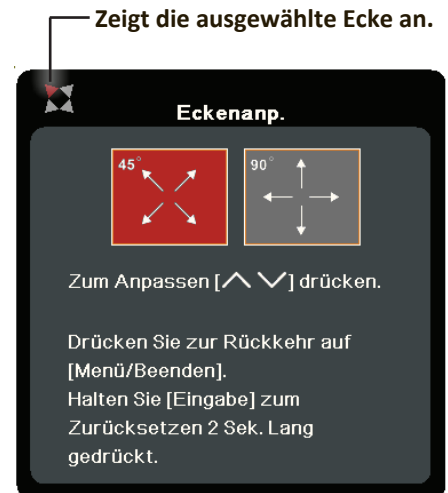 Zeigt die ausgewählte Ecke an.
Eckenanp.
45° 90°
Zum Anpassen [ ] drücken.
Drücken Sie zur Rückkehr auf
[Menü/Beenden].
Halten Sie [Eingabe] zum
Zurücksetzen 2 Sek. Lang
gedrückt.